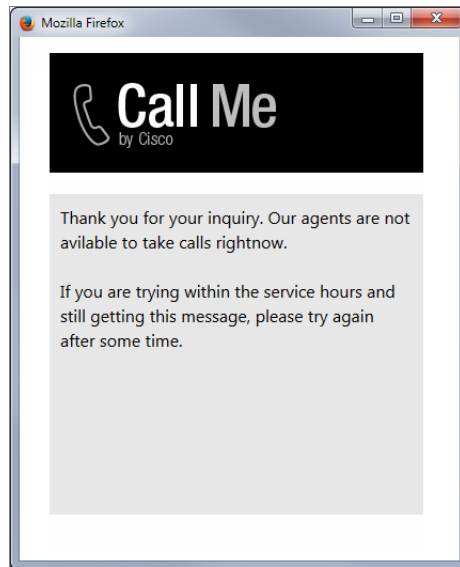 Mozilla Firefox
Call Me
by Cisco
Thank you for your inquiry. Our agents are not
avilable to take calls rightnow.
If you are trying within the service hours and
still getting this message, please try again
after some time.